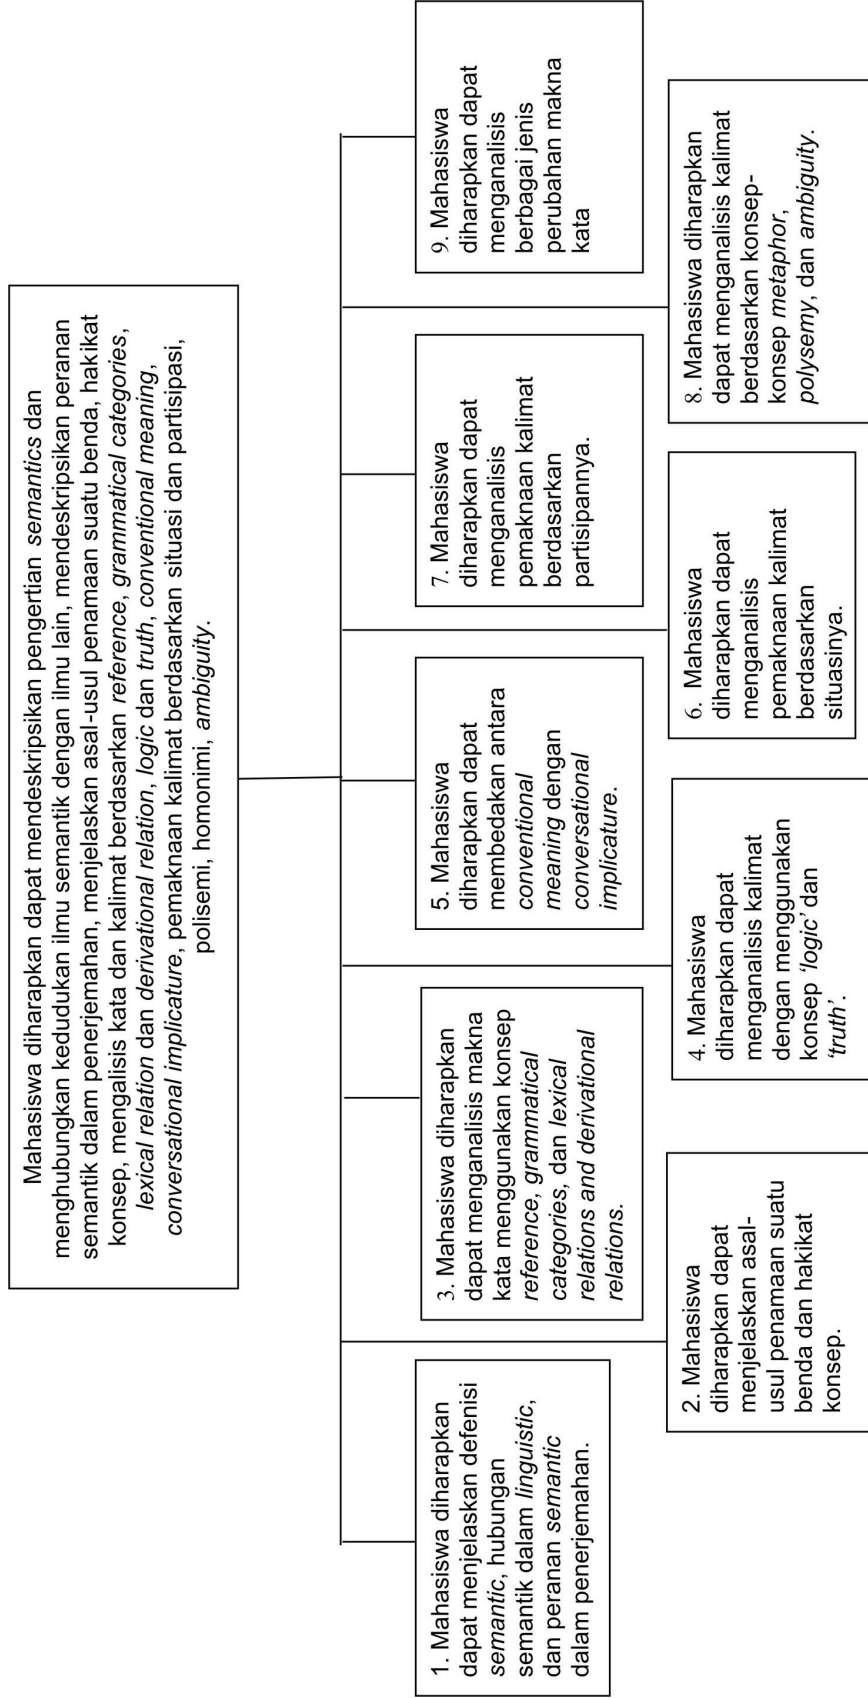 Mahasiswa diharapkan dapat mendeskripsikan pengertian semantics dan
menghubungkan kedudukan ilmu semantik dengan ilmu lain, mendeskripsikan peranan
semantik dalam penerjemahan, menjelaskan asal-usul penamaan suatu benda, hakikat
konsep, mengalisis kata dan kalimat berdasarkan reference, grammatical categories,
lexical relation dan derivational relation, logic dan truth, conventional meaning,
conversational implicature, pemaknaan kalimat berdasarkan situasi dan partisipasi,
polisemi, homonimi, ambiguity.
1. Mahasiswa diharapkan
dapat menjelaskan defenisi
semantic, hubungan
semantik dalam linguistic,
dan peranan semantic
dalam penerjemahan.
2. Mahasiswa
diharapkan dapat
menjelaskan asal-
usul penamaan suatu
benda dan hakikat
konsep.
3. Mahasiswa diharapkan
dapat menganalisis makna
kata menggunakan konsep
reference, grammatical
categories, dan lexical
relations and derivational
relations.
4. Mahasiswa
diharapkan dapat
menganalisis kalimat
dengan menggunakan
konsep ‘logic’ dan
‘truth’.
5. Mahasiswa
diharapkan dapat
membedakan antara
conventional
meaning dengan
conversational
implicature.
6. Mahasiswa
diharapkan dapat
menganalisis
pemaknaan kalimat
berdasarkan
situasinya.
7. Mahasiswa
diharapkan dapat
menganalisis
pemaknaan kalimat
berdasarkan
partisipannya.
8. Mahasiswa diharapkan
dapat menganalisis kalimat
berdasarkan konsep-
konsep metaphor,
polysemy, dan ambiguity.
9. Mahasiswa
diharapkan dapat
menganalisis
berbagai jenis
perubahan makna
kata